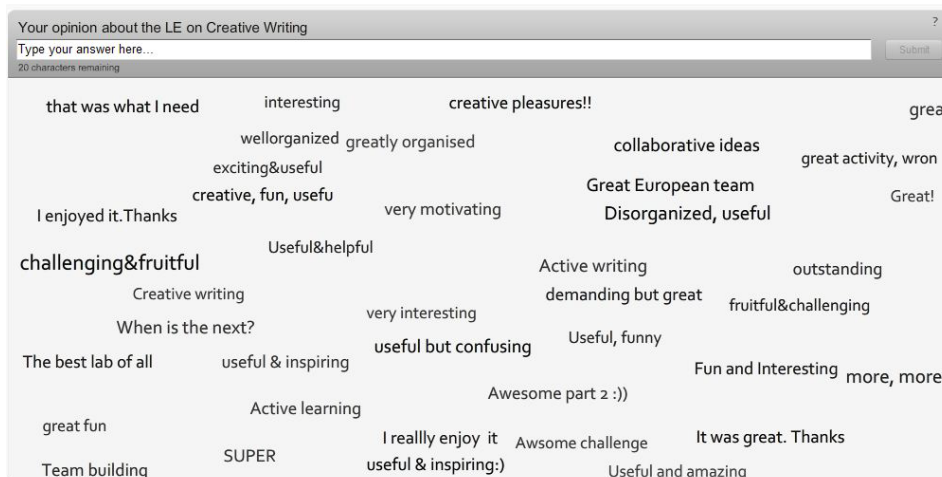 Your opinion about the LE on Creative Writing
?
Type your answer here...
Submit
20 characters remaining
that was what I need
interesting
creative pleasures!!
grea
wellorganized
greatly organised
collaborative ideas
great activity, wron
exciting&useful
creative, fun, usefu
Great European team
Great!
I enjoyed it.Thanks
very motivating
Disorganized, useful
Useful&helpful
challenging&fruitful
Active writing
outstanding
Creative writing
demanding but great
fruitful&challenging
very interesting
When is the next?
Useful, funny
useful but confusing
The best lab of all
useful & inspiring
Fun and Interesting
more, more
Awesome part 2 :))
Active learning
great fun
I reallly enjoy it
Awsome challenge
It was great. Thanks
SUPER
useful & inspiring:)
Team building
Useful and amazing